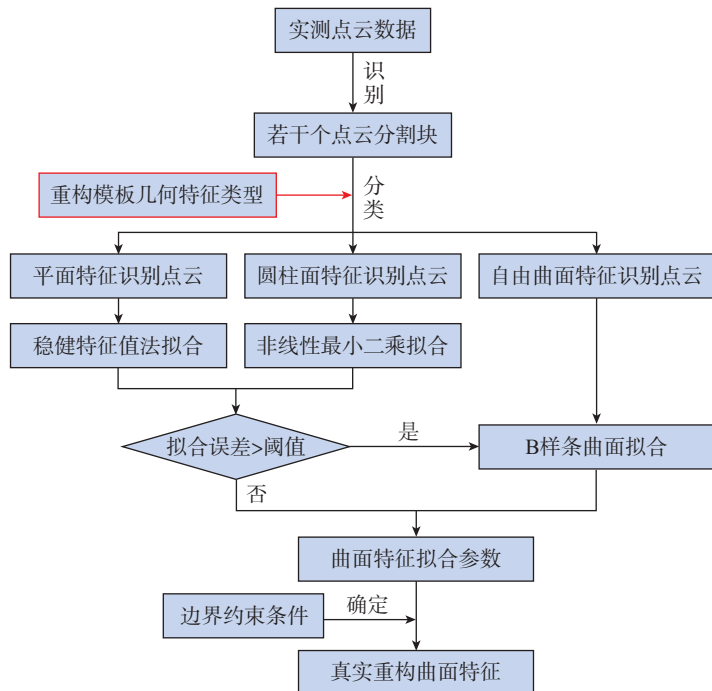 实测点云数据
识别
若干个点云分割块
重构模板几何特征类型
分类
平面特征识别点云
圆柱面特征识别点云
自由曲面特征识别点云
稳健特征值法拟合
非线性最小二乘拟合
拟合误差>阈值
是
B样条曲面拟合
否
曲面特征拟合参数
边界约束条件
确定
真实重构曲面特征